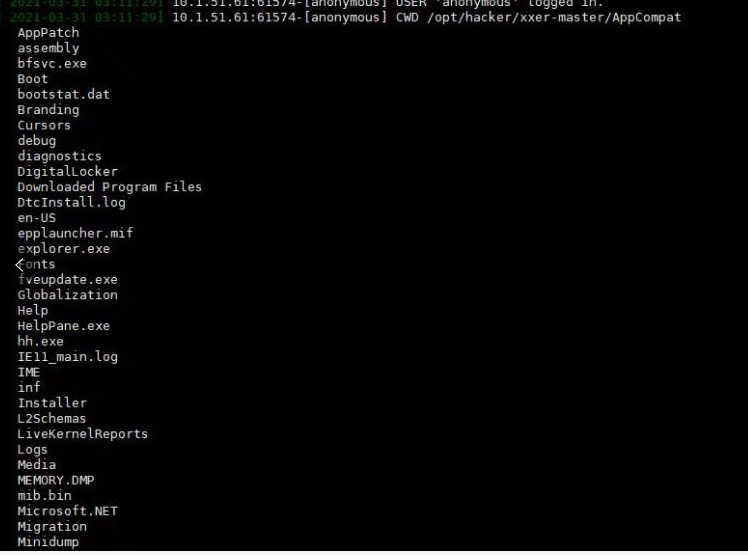 2021-03-31 03:11:29] 10.1.51.61:61574-[anonymous] USER 'anonymous' logged in.
2021-03-31 03:11:29] 10.1.51.61:61574-[anonymous] CWD /opt/hacker/xxer-master/AppCompat
AppPatch
assembly
bfsvc.exe
Boot
bootstat.dat
Branding
Cursors
debug
diagnostics
DigitalLocker
Downloaded Program Files
DtcInstall.log
en-US
epplauncher.mif
explorer.exe
Fonts
fveupdate.exe
Globalization
Help
HelpPane.exe
hh.exe
IE11_main.log
IME
inf
Installer
L2Schemas
LiveKernelReports
Logs
Media
MEMORY.DMP
mib.bin
Microsoft.NET
Migration
Minidump